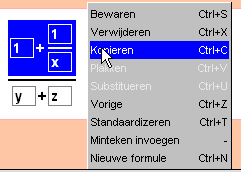 1 + 1
x
y + z
Bewaren Ctrl+S
Verwijderen Ctrl+X
Kopieren Ctrl+C
Plakken Ctrl+V
Substitueren Ctrl+U
Vorige Ctrl+Z
Standaardizeren Ctrl+T
Minteken invoegen -
Nieuwe formule Ctrl+N